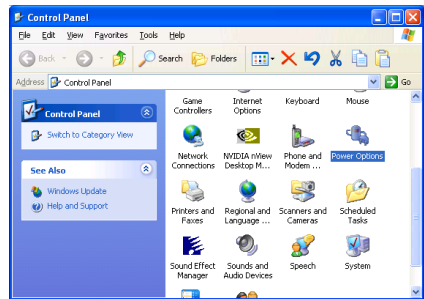 Control Panel
File Edit View Favorites Tools Help
Back Search Folders
Address Control Panel Go
Control Panel
Switch to Category View
See Also
Windows Update
Help and Support
Game Controllers
Internet Options
Keyboard
Mouse
Network Connections
NVIDIA nView Desktop M...
Phone and Modem ...
Power Options
Printers and Faxes
Regional and Language ...
Scanners and Cameras
Scheduled Tasks
Sound Effect Manager
Sounds and Audio Devices
Speech
System